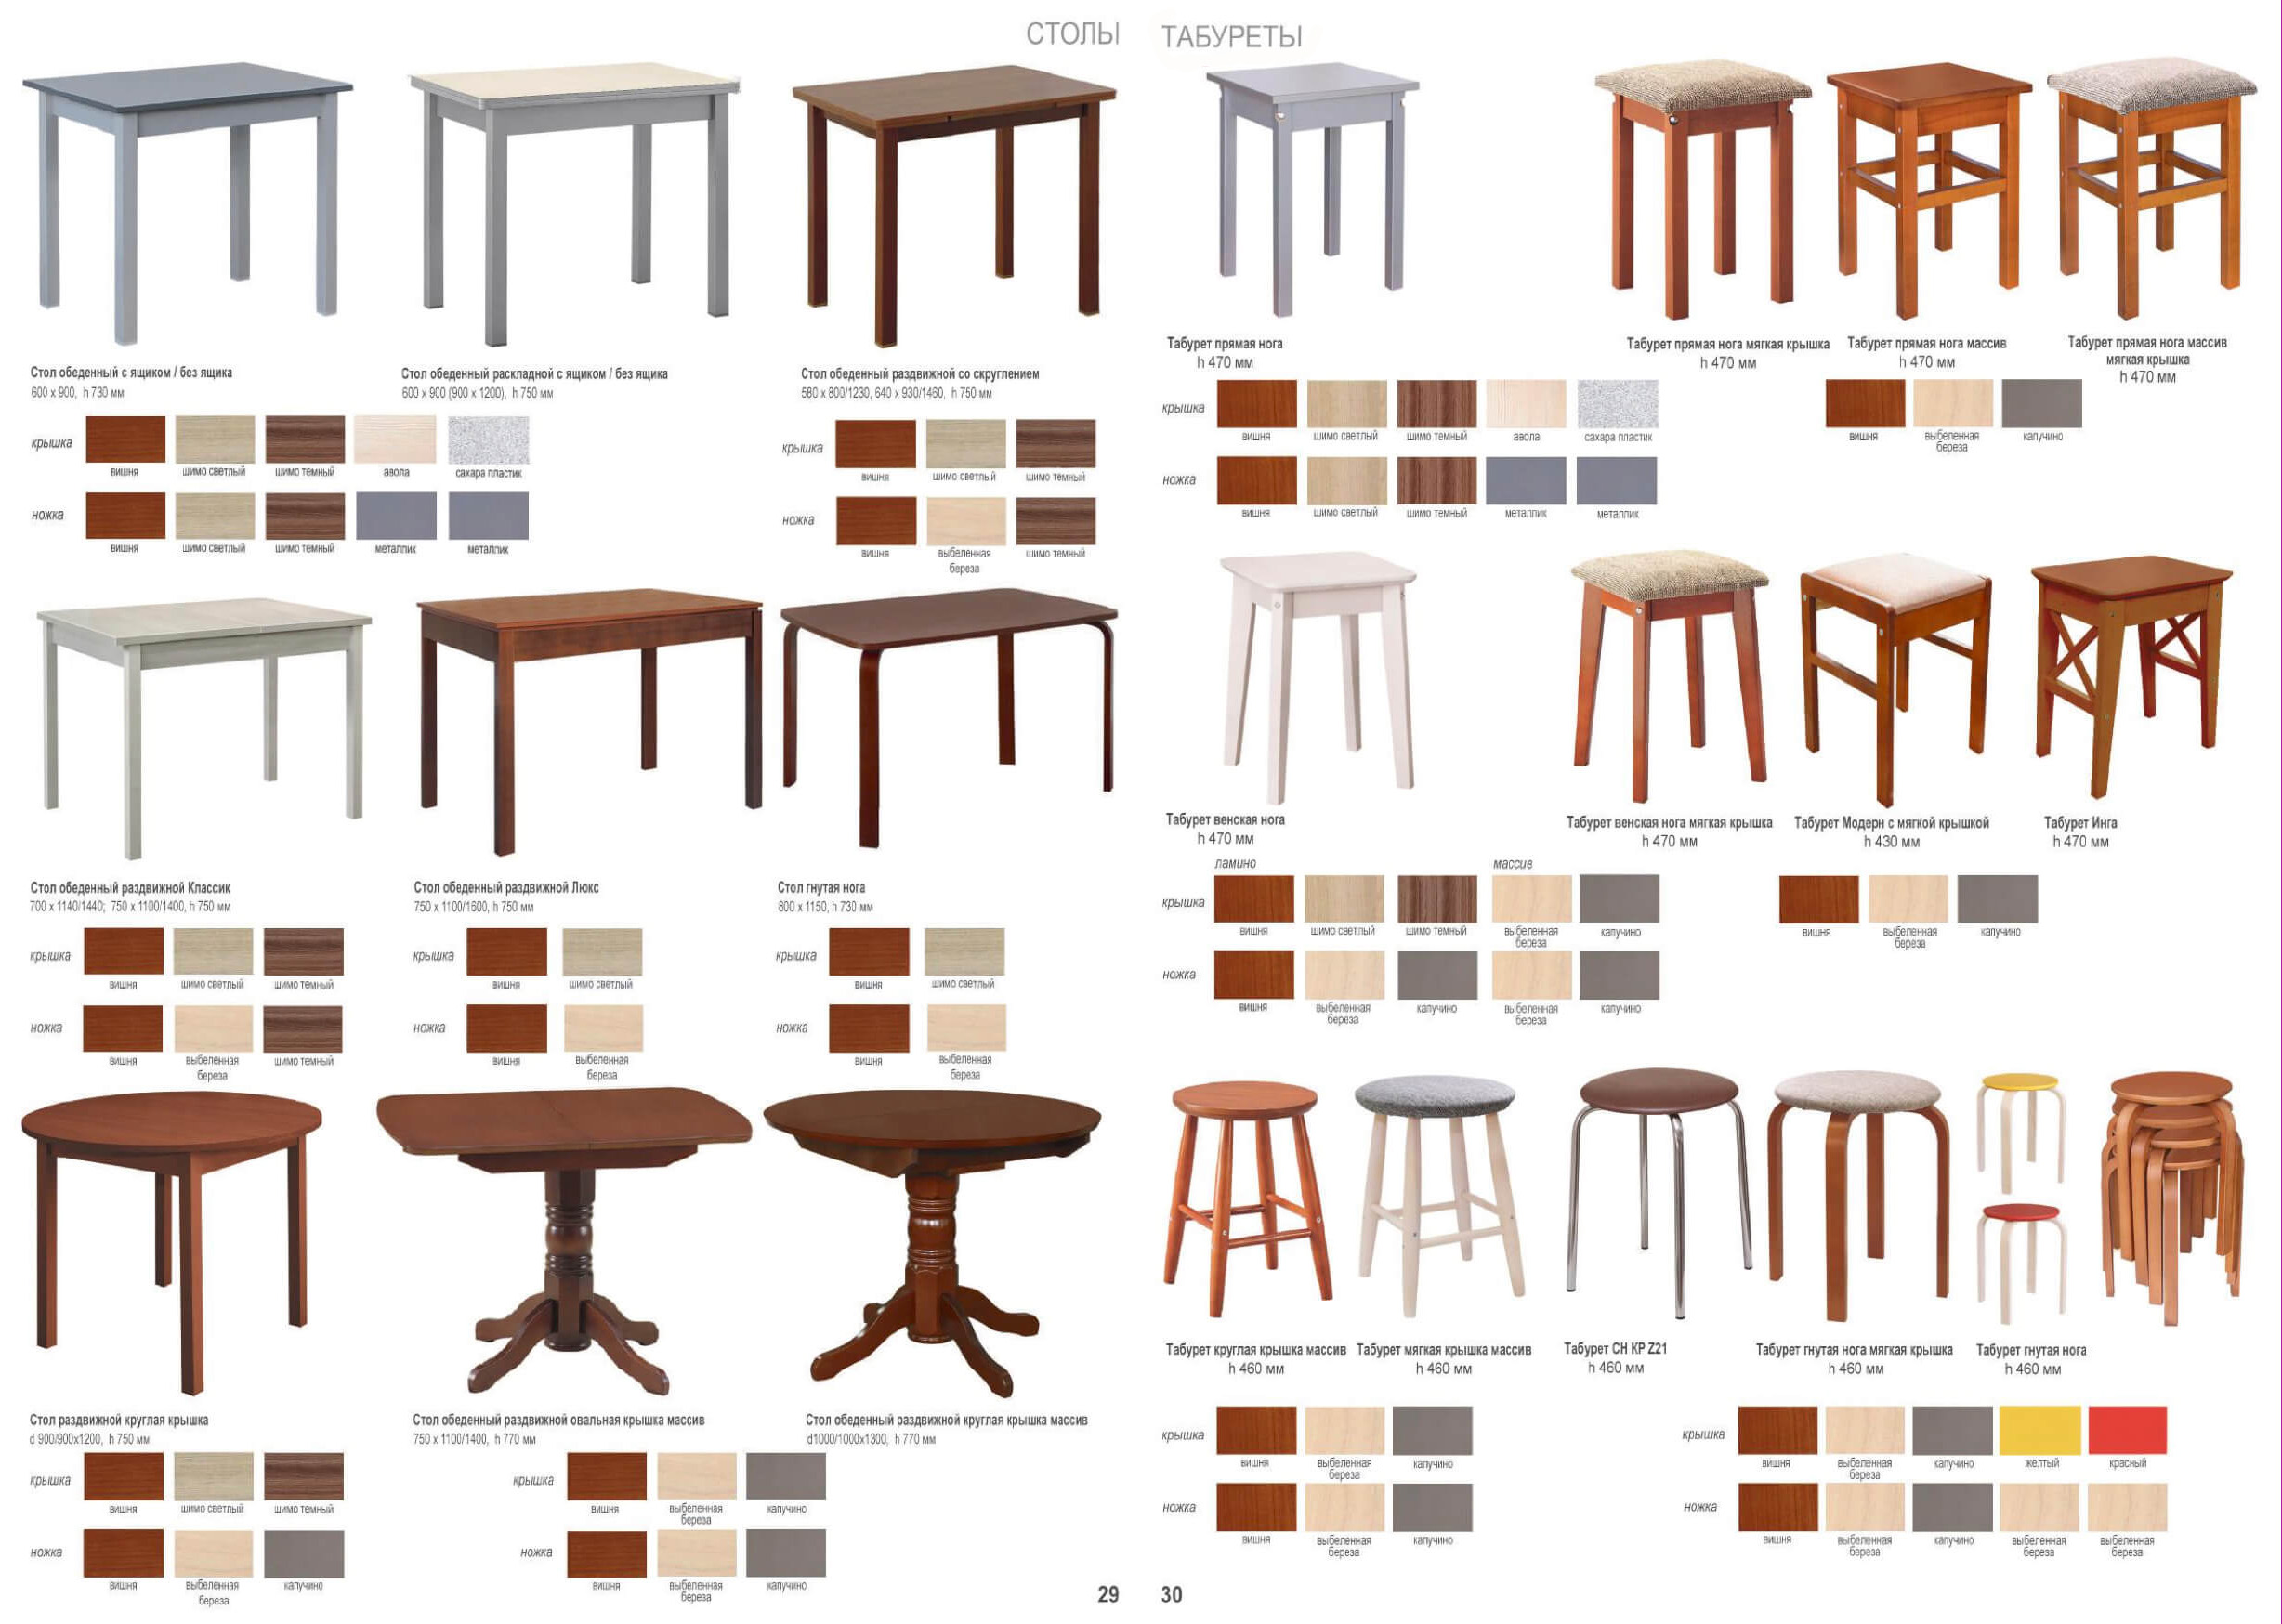 СТОЛЫ
Стол обеденный с ящиком / без ящика
600 x 900, h 730 мм
крышка
вишня шимо светлый шимо темный авола сахара пластик
ножка
вишня шимо светлый шимо темный металлик металлик
Стол обеденный раскладной с ящиком / без ящика
600 x 900 (900 x 1200), h 750 мм
Стол обеденный раздвижной со скруглением
580 x 800/1230, 640 x 930/1460, h 750 мм
крышка
вишня шимо светлый шимо темный
ножка
вишня выбеленная шимо темный
береза
Стол обеденный раздвижной Классик
700 x 1140/1440; 750 x 1100/1400, h 750 мм
крышка
вишня шимо светлый шимо темный
ножка
вишня выбеленная шимо темный
береза
Стол обеденный раздвижной Люкс
750 x 1100/1600, h 750 мм
крышка
вишня шимо светлый
ножка
вишня выбеленная
береза
Стол гнутая нога
800 x 1150, h 730 мм
крышка
вишня шимо светлый
ножка
вишня выбеленная
береза
Стол раздвижной круглая крышка
d 900/900x1200, h 750 мм
крышка
вишня шимо светлый шимо темный
ножка
вишня выбеленная капучино
береза
Стол обеденный раздвижной овальная крышка массив
750 x 1100/1400, h 770 мм
Стол обеденный раздвижной круглая крышка массив
d1000/1000x1300, h 770 мм
крышка
вишня выбеленная капучино
береза
ножка
вишня выбеленная капучино
береза
29
ТАБУРЕТЫ
Табурет прямая нога
h 470 мм
крышка
вишня шимо светлый шимо темный авола сахара пластик
ножка
вишня шимо светлый шимо темный металлик металлик
Табурет прямая нога мягкая крышка
h 470 мм
Табурет прямая нога массив
h 470 мм
Табурет прямая нога массив
мягкая крышка
h 470 мм
вишня выбеленная капучино
береза
Табурет венская нога
h 470 мм
ламино массив
крышка
вишня шимо светлый шимо темный выбеленная капучино
береза
ножка
вишня выбеленная капучино выбеленная капучино
береза береза
Табурет венская нога мягкая крышка
h 470 мм
Табурет Модерн с мягкой крышкой
h 430 мм
Табурет Инга
h 470 мм
вишня выбеленная капучино
береза
Табурет круглая крышка массив
h 460 мм
Табурет мягкая крышка массив
h 460 мм
Табурет СН КР Z21
h 460 мм
Табурет гнутая нога мягкая крышка
h 460 мм
Табурет гнутая нога
h 460 мм
крышка
вишня выбеленная капучино
береза
ножка
вишня выбеленная капучино
береза
крышка
вишня выбеленная капучино желтый красный
береза
ножка
вишня выбеленная капучино выбеленная выбеленная
береза береза береза
30